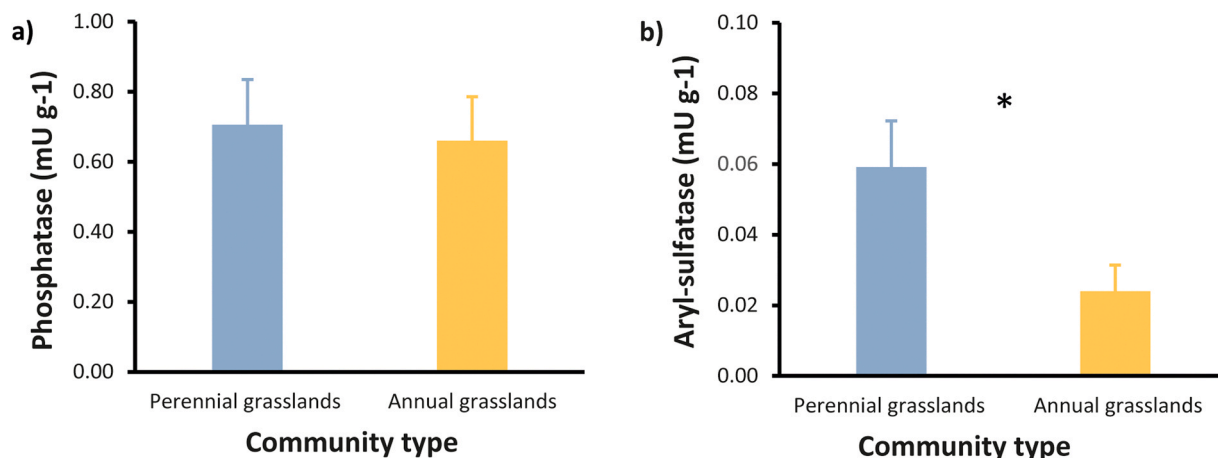 a)
Phosphatase (mU g-1)
1.00
0.80
0.60
0.40
0.20
0.00
Perennial grasslands
Annual grasslands
Community type
b)
Aryl-sulfatase (mU g-1)
0.10
0.08
0.06
0.04
0.02
0.00
*
Perennial grasslands
Annual grasslands
Community type